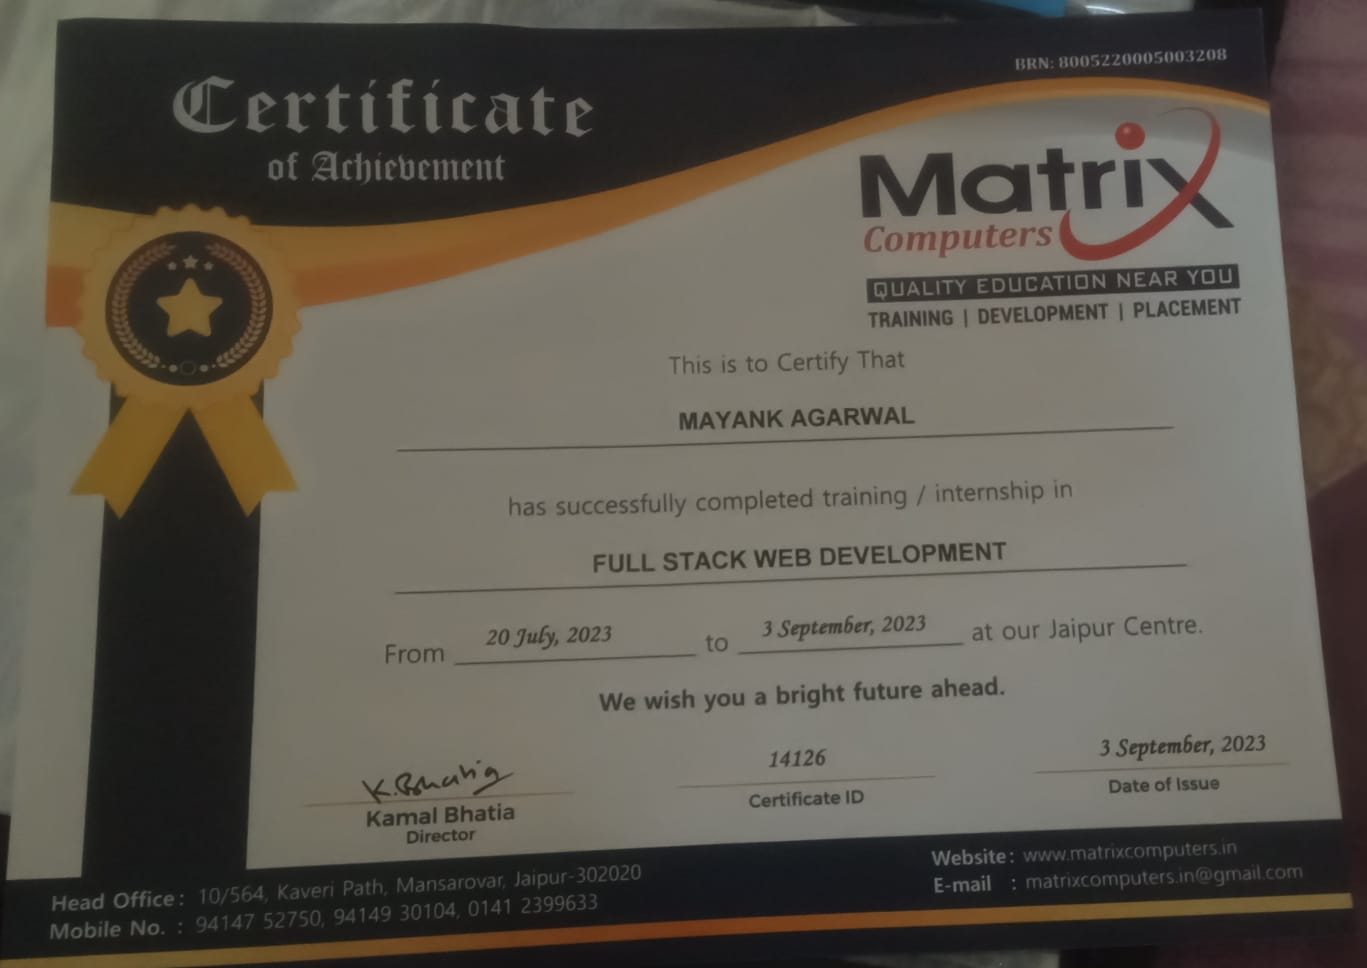 BRN: 8005220005003208
Certificate
of Achievement
Matrix
Computers
QUALITY EDUCATION NEAR YOU
TRAINING | DEVELOPMENT | PLACEMENT
This is to Certify That
MAYANK AGARWAL
has successfully completed training / internship in
FULL STACK WEB DEVELOPMENT
From 20 July, 2023 to 3 September, 2023 at our Jaipur Centre.
We wish you a bright future ahead.
K. Bhatia
Kamal Bhatia
Director
14126
Certificate ID
3 September, 2023
Date of Issue
Head Office : 10/564, Kaveri Path, Mansarovar, Jaipur-302020
Mobile No. : 94147 52750, 94149 30104, 0141 2399633
Website : www.matrixcomputers.in
E-mail : matrixcomputers.in@gmail.com